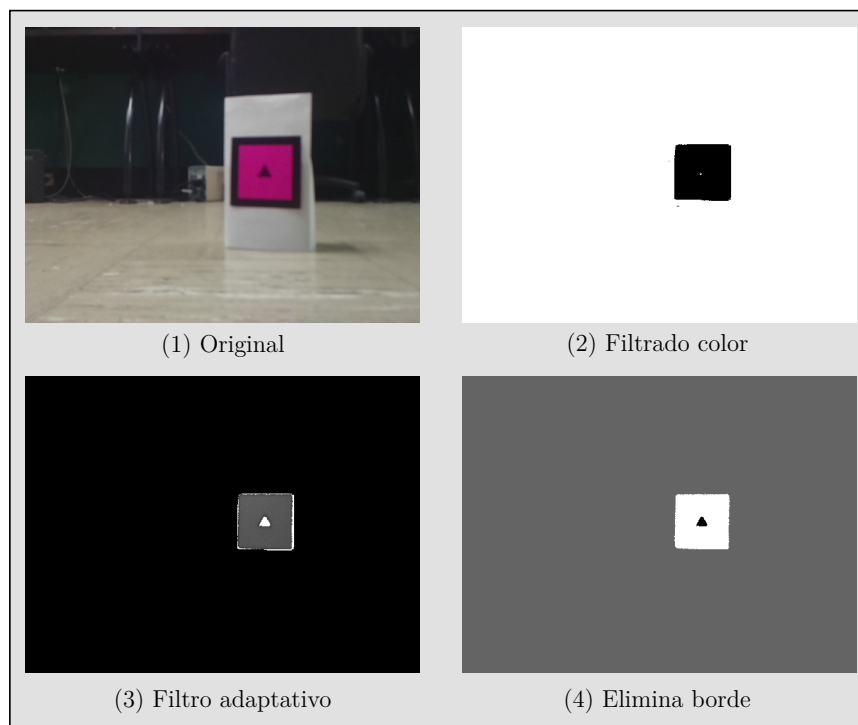 (1) Original
(2) Filtrado color
(3) Filtro adaptativo
(4) Elimina borde